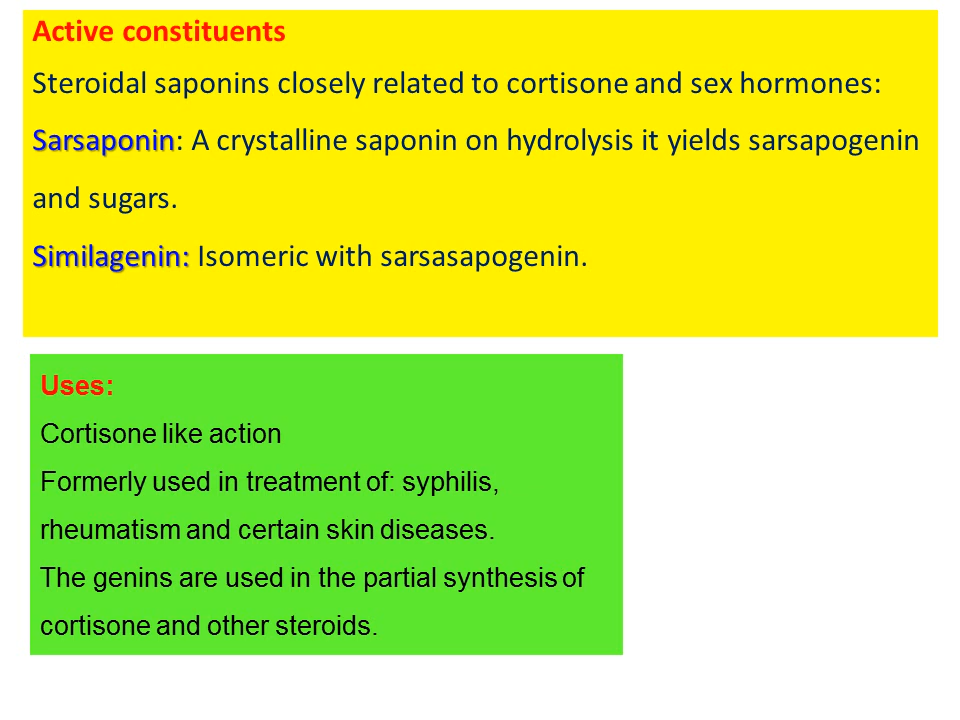 Active constituents
Steroidal saponins closely related to cortisone and sex hormones:
Sarsaponin: A crystalline saponin on hydrolysis it yields sarsapogenin
and sugars.
Similagenin: Isomeric with sarsasapogenin.
Uses:
Cortisone like action
Formerly used in treatment of: syphilis,
rheumatism and certain skin diseases.
The genins are used in the partial synthesis of
cortisone and other steroids.